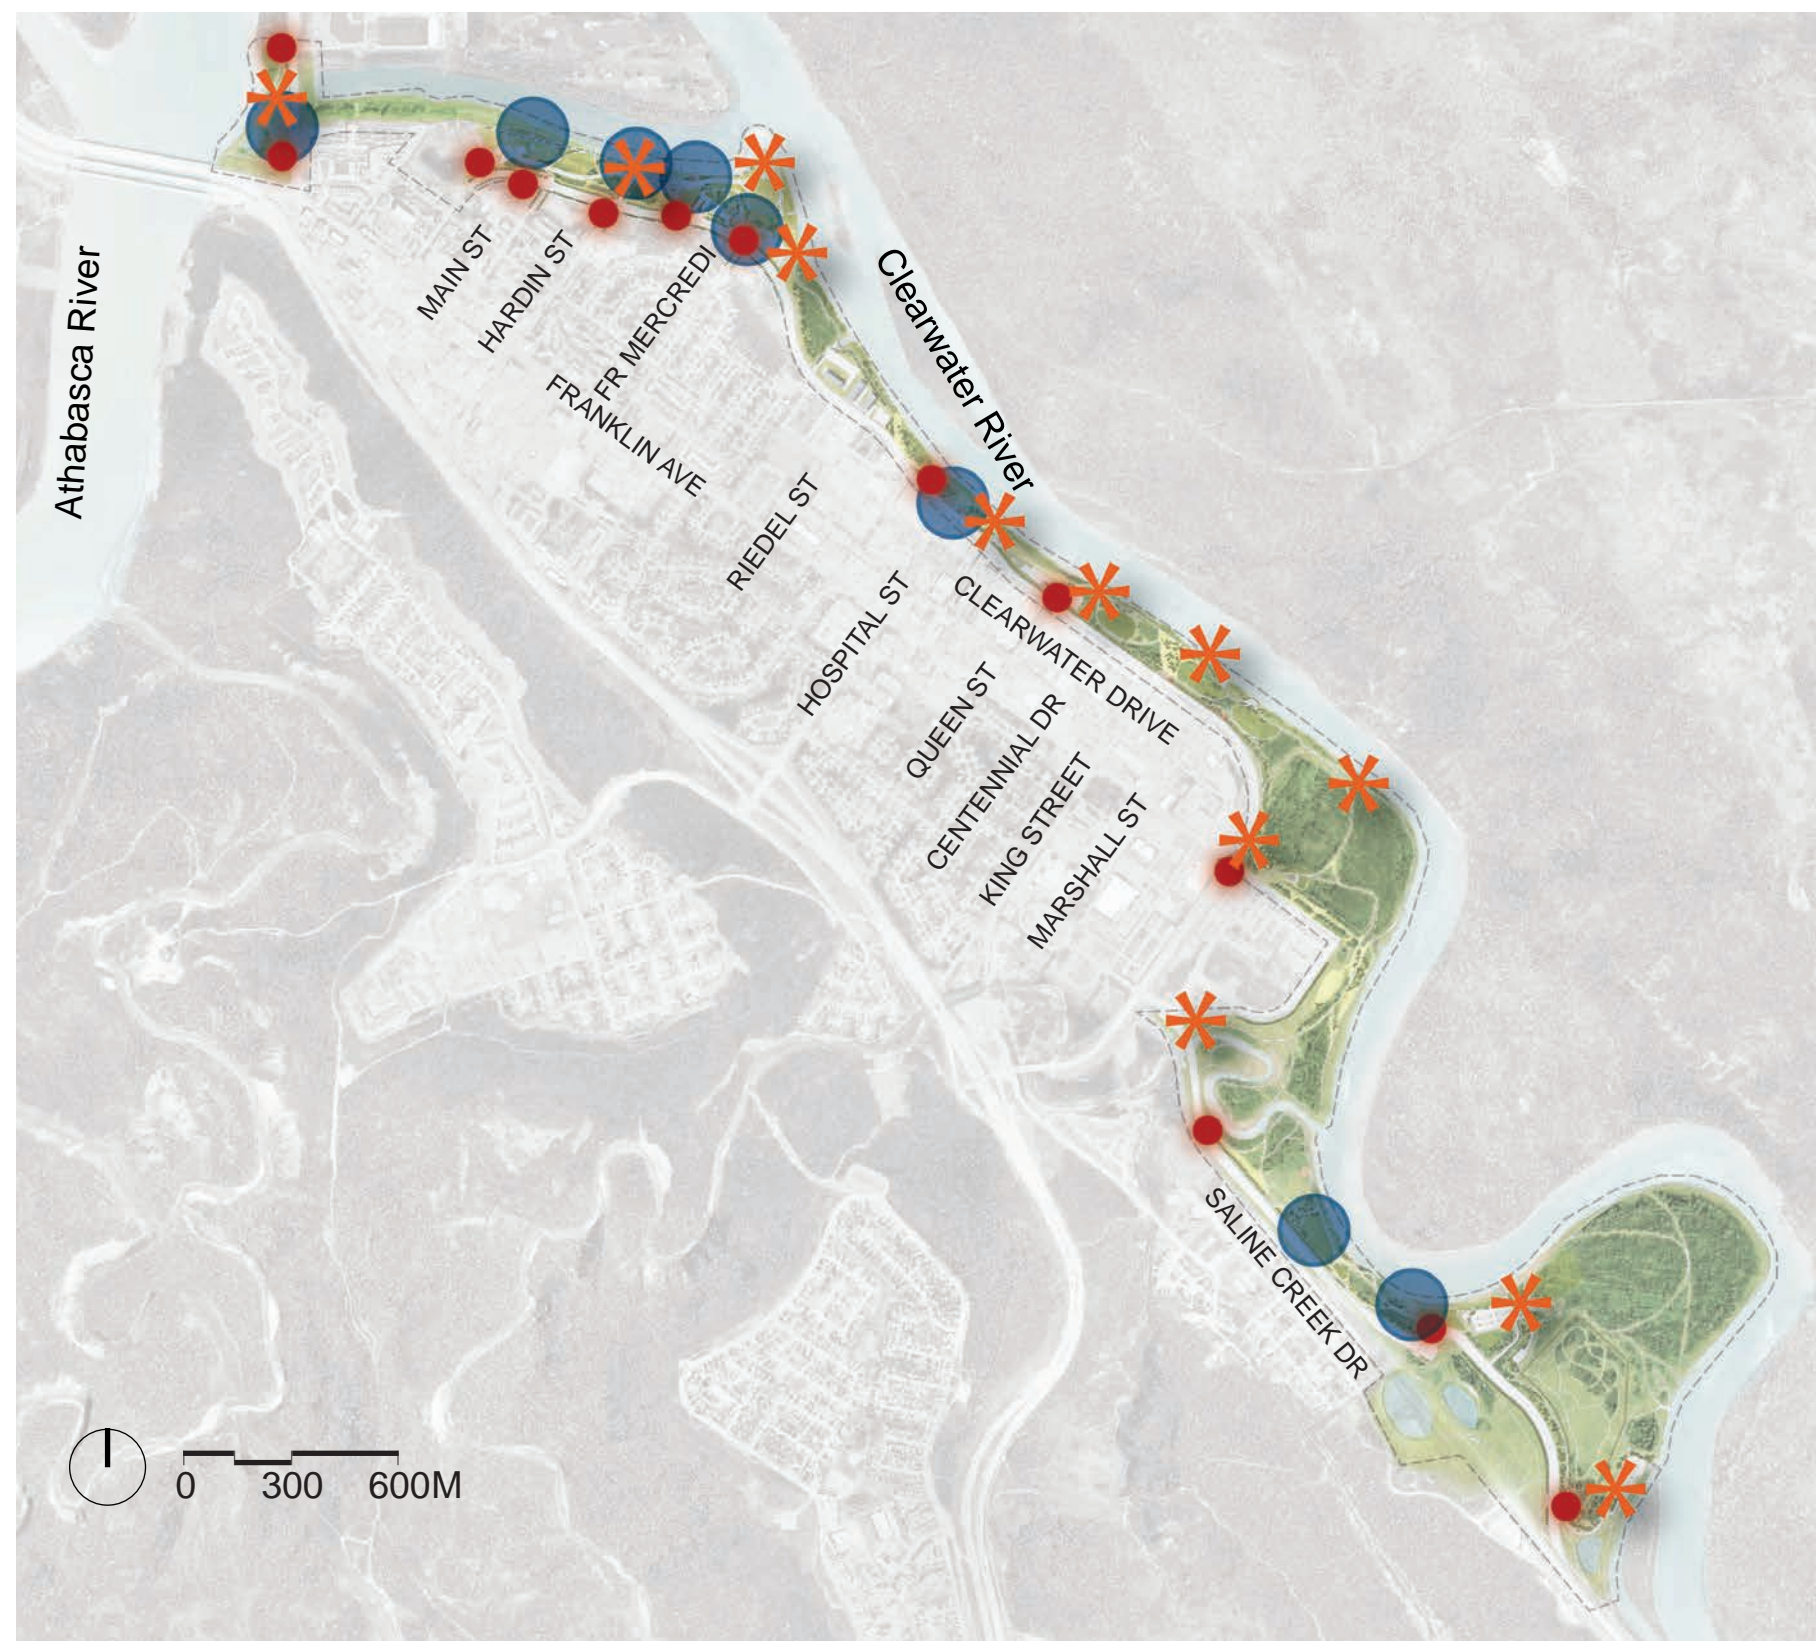 Athabasca River
Clearwater River
MAIN ST
HARDIN ST
FR MERCREDI
FRANKLIN AVE
RIEDEL ST
HOSPITAL ST
CLEARWATER DRIVE
QUEEN ST
CENTENNIAL DR
KING STREET
MARSHALL ST
SALINE CREEK DR
0 300 600M